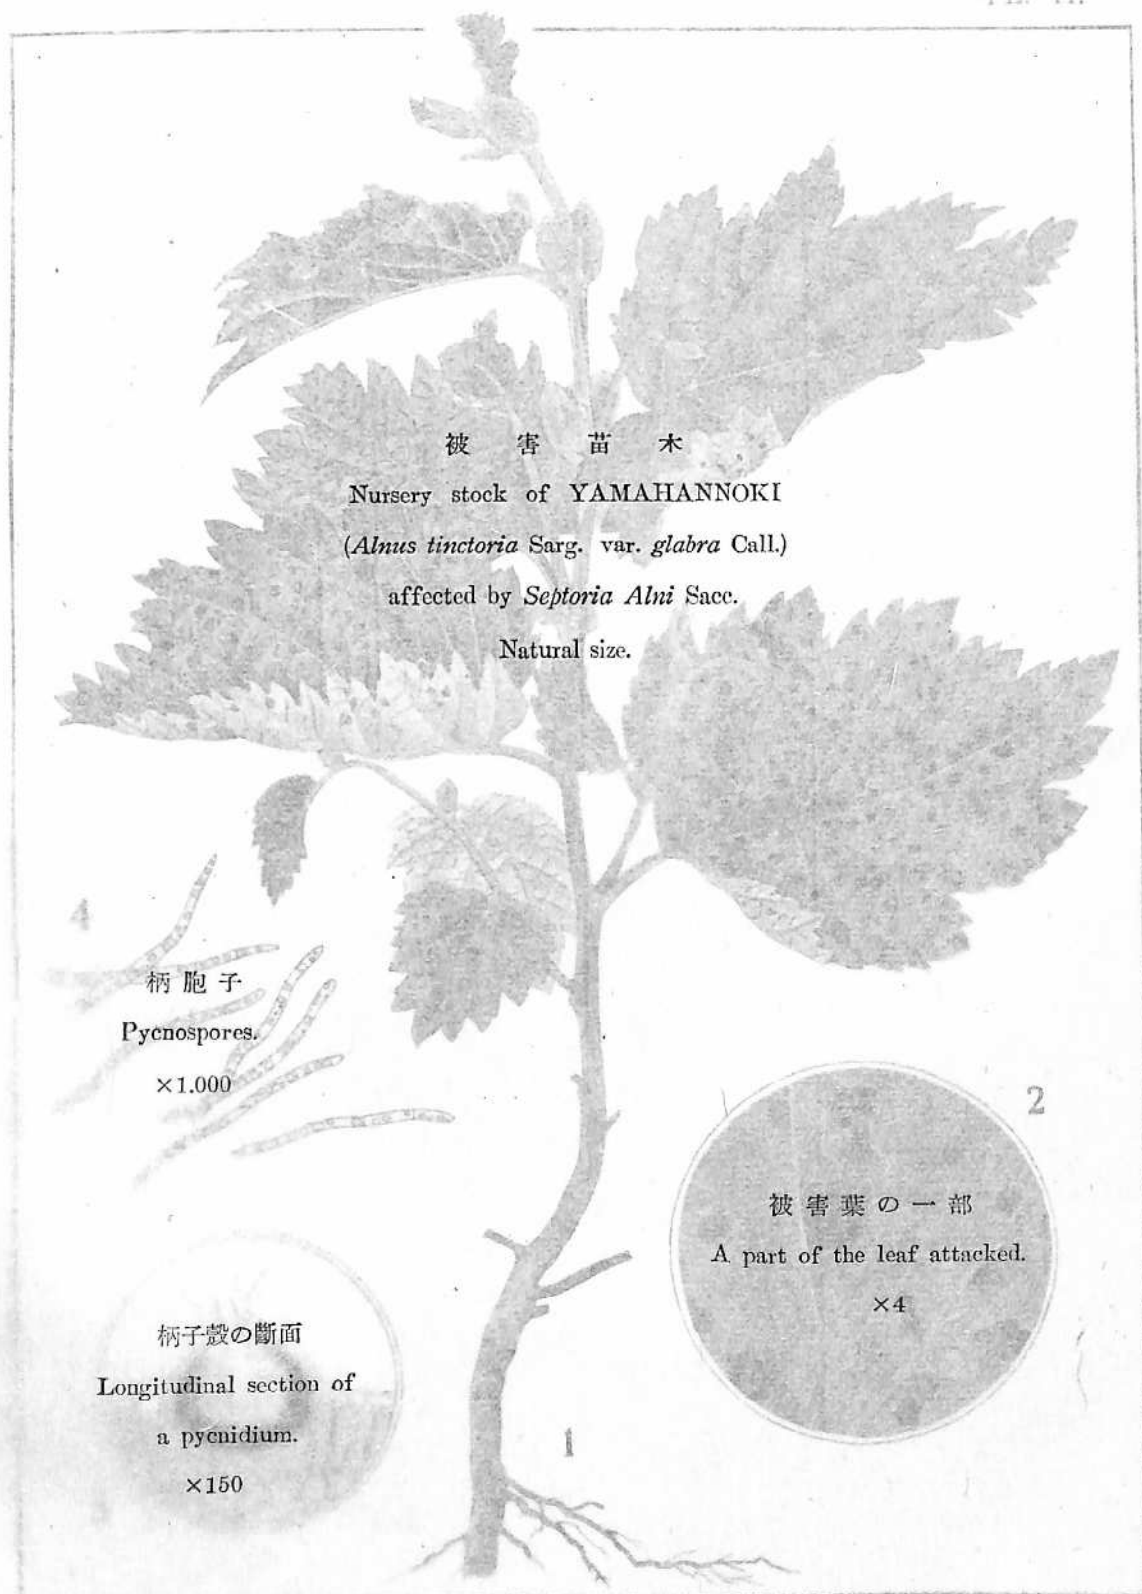 被害苗木
Nursery stock of YAMAHANNOKI
(Alnus tinctoria Sarg. var. glabra Call.)
affected by Septoria Alni Sacc.
Natural size.
4
柄胞子
Pycnospores.
×1.000
2
被害葉の一部
A part of the leaf attacked.
×4
柄子殼の斷面
Longitudinal section of
a pycnidium.
×150
1